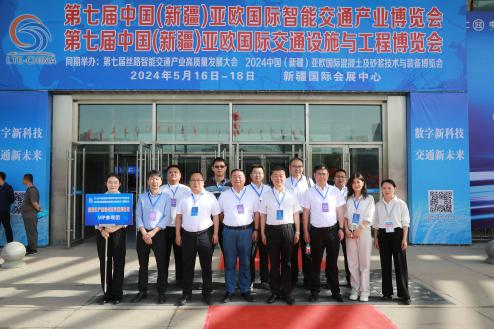 第七届中国(新疆)亚欧国际智能交通产业博览会
第七届中国(新疆)亚欧国际交通设施与工程博览会
LTE-CHINA
同期举办：第七届丝路智能交通产业高质量发展大会 2024中国（新疆）亚欧国际混凝土及砂浆技术与装备博览会
2024年5月16日-18日 新疆国际会展中心
数字新科技
交通新未来
数字新科技
交通新未来
VIP参观团